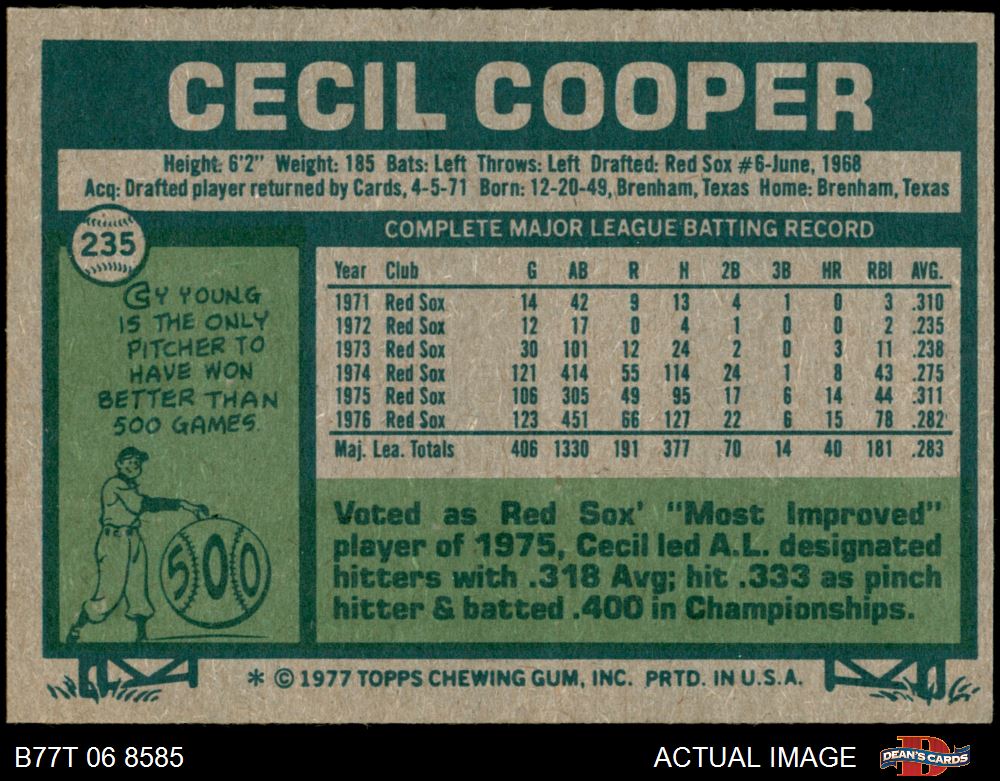 CECIL COOPER
Height: 6'2" Weight: 185 Bats: Left Throws: Left Drafted: Red Sox #6-June, 1968
Acq: Drafted player returned by Cards, 4-5-71 Born: 12-20-49, Brenham, Texas Home: Brenham, Texas
235
CY YOUNG
IS THE ONLY
PITCHER TO
HAVE WON
BETTER THAN
500 GAMES.
500
COMPLETE MAJOR LEAGUE BATTING RECORD
Year Club G AB R H 2B 3B HR RBI AVG.
1971 Red Sox 14 42 9 13 4 1 0 3 .310
1972 Red Sox 12 17 0 4 1 0 0 2 .235
1973 Red Sox 30 101 12 24 2 0 3 11 .238
1974 Red Sox 121 414 55 114 24 1 8 43 .275
1975 Red Sox 106 305 49 95 17 6 14 44 .311
1976 Red Sox 123 451 66 127 22 6 15 78 .282
Maj. Lea. Totals 406 1330 191 377 70 14 40 181 .283
Voted as Red Sox' "Most Improved"
player of 1975, Cecil led A.L. designated
hitters with .318 Avg; hit .333 as pinch
hitter & batted .400 in Championships.
* © 1977 TOPPS CHEWING GUM, INC. PRTD. IN U.S.A.
B77T 06 8585 ACTUAL IMAGE DEAN'S CARDS